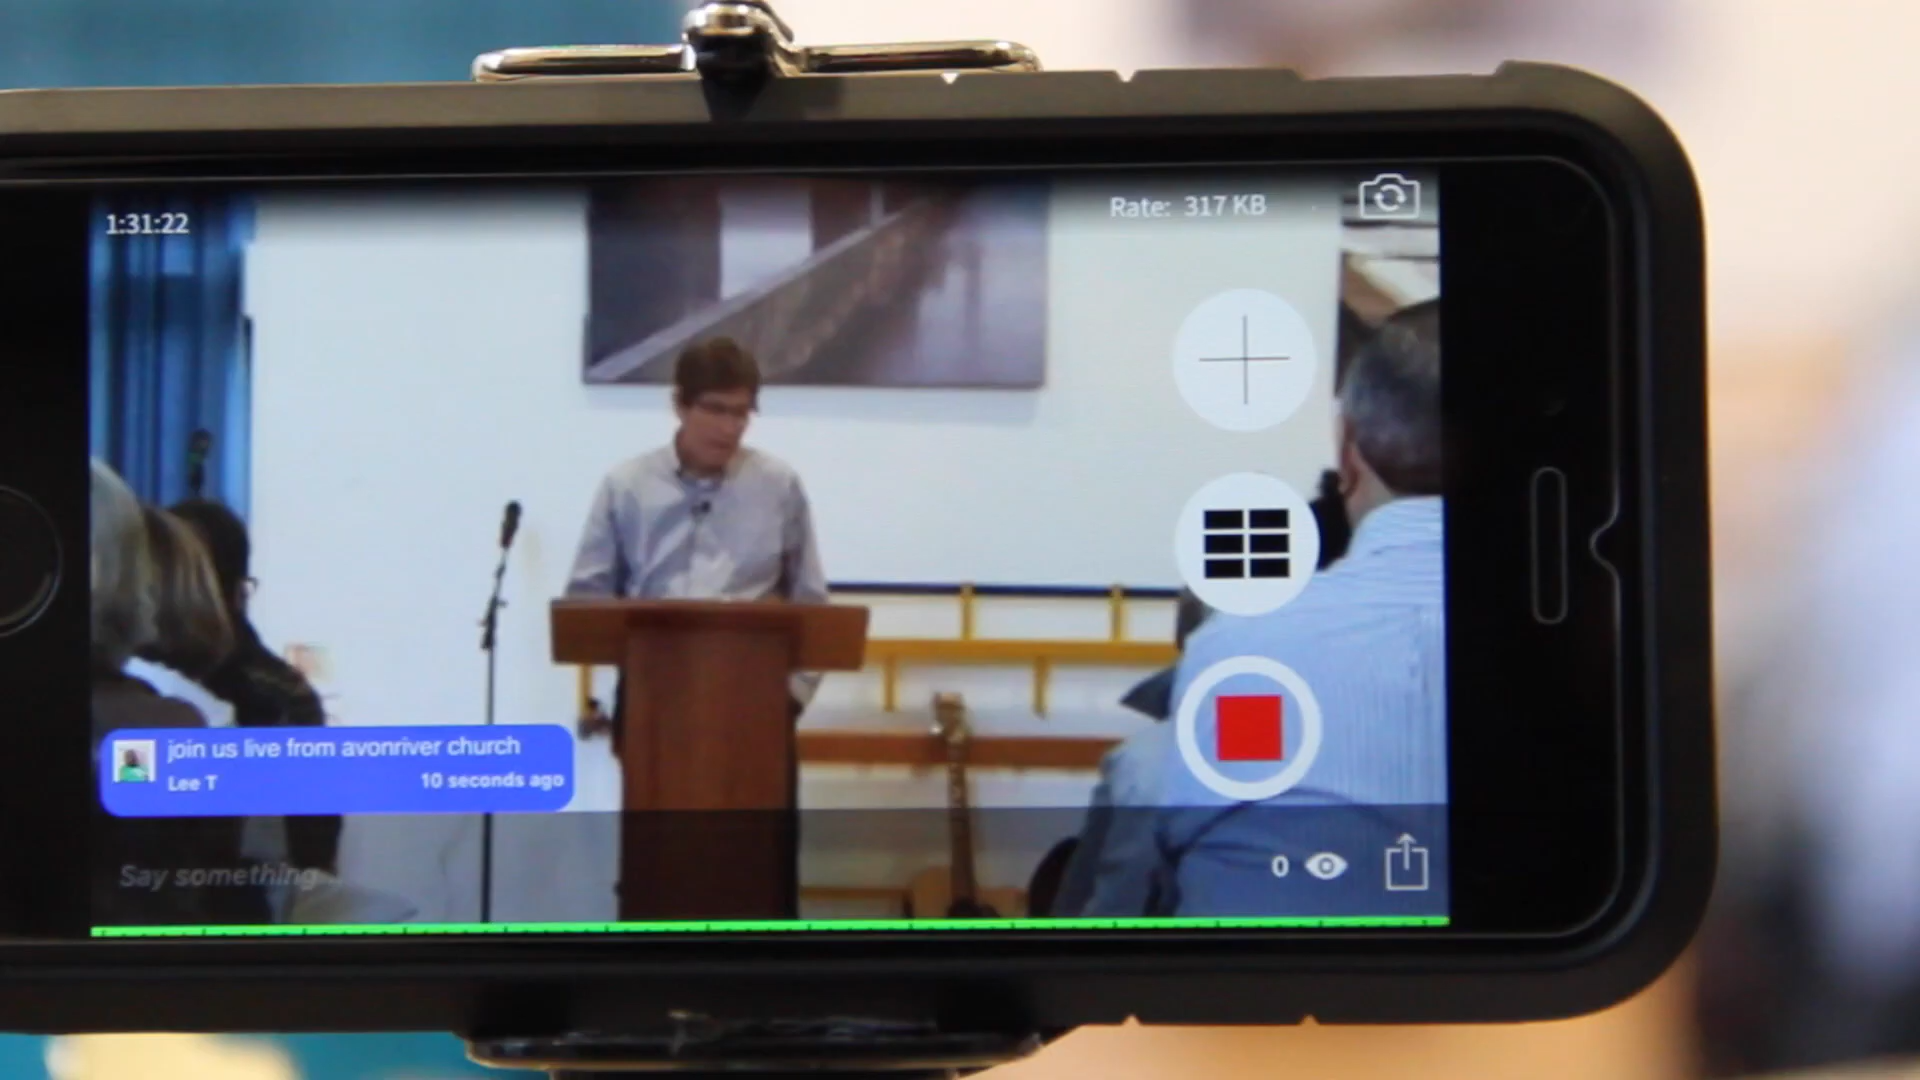 1:31:22
Rate: 317 KB
join us live from avonriver church
Lee T
10 seconds ago
Say something...
0